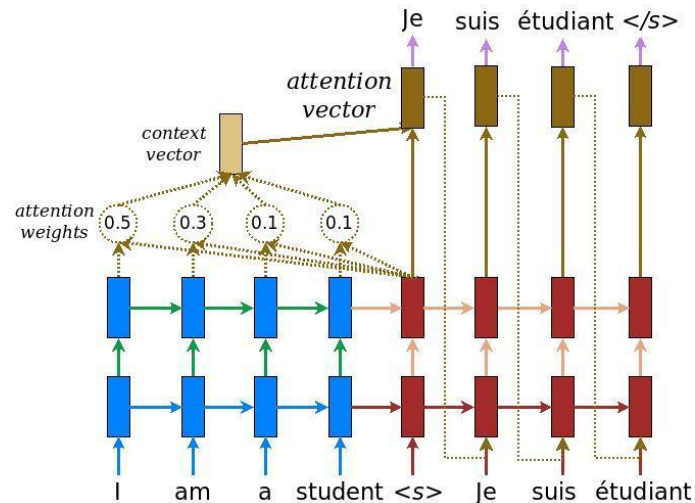 Je suis étudiant </s>
attention
vector
context
vector
attention
weights
0.5 0.3 0.1 0.1
I am a student <s> Je suis étudiant